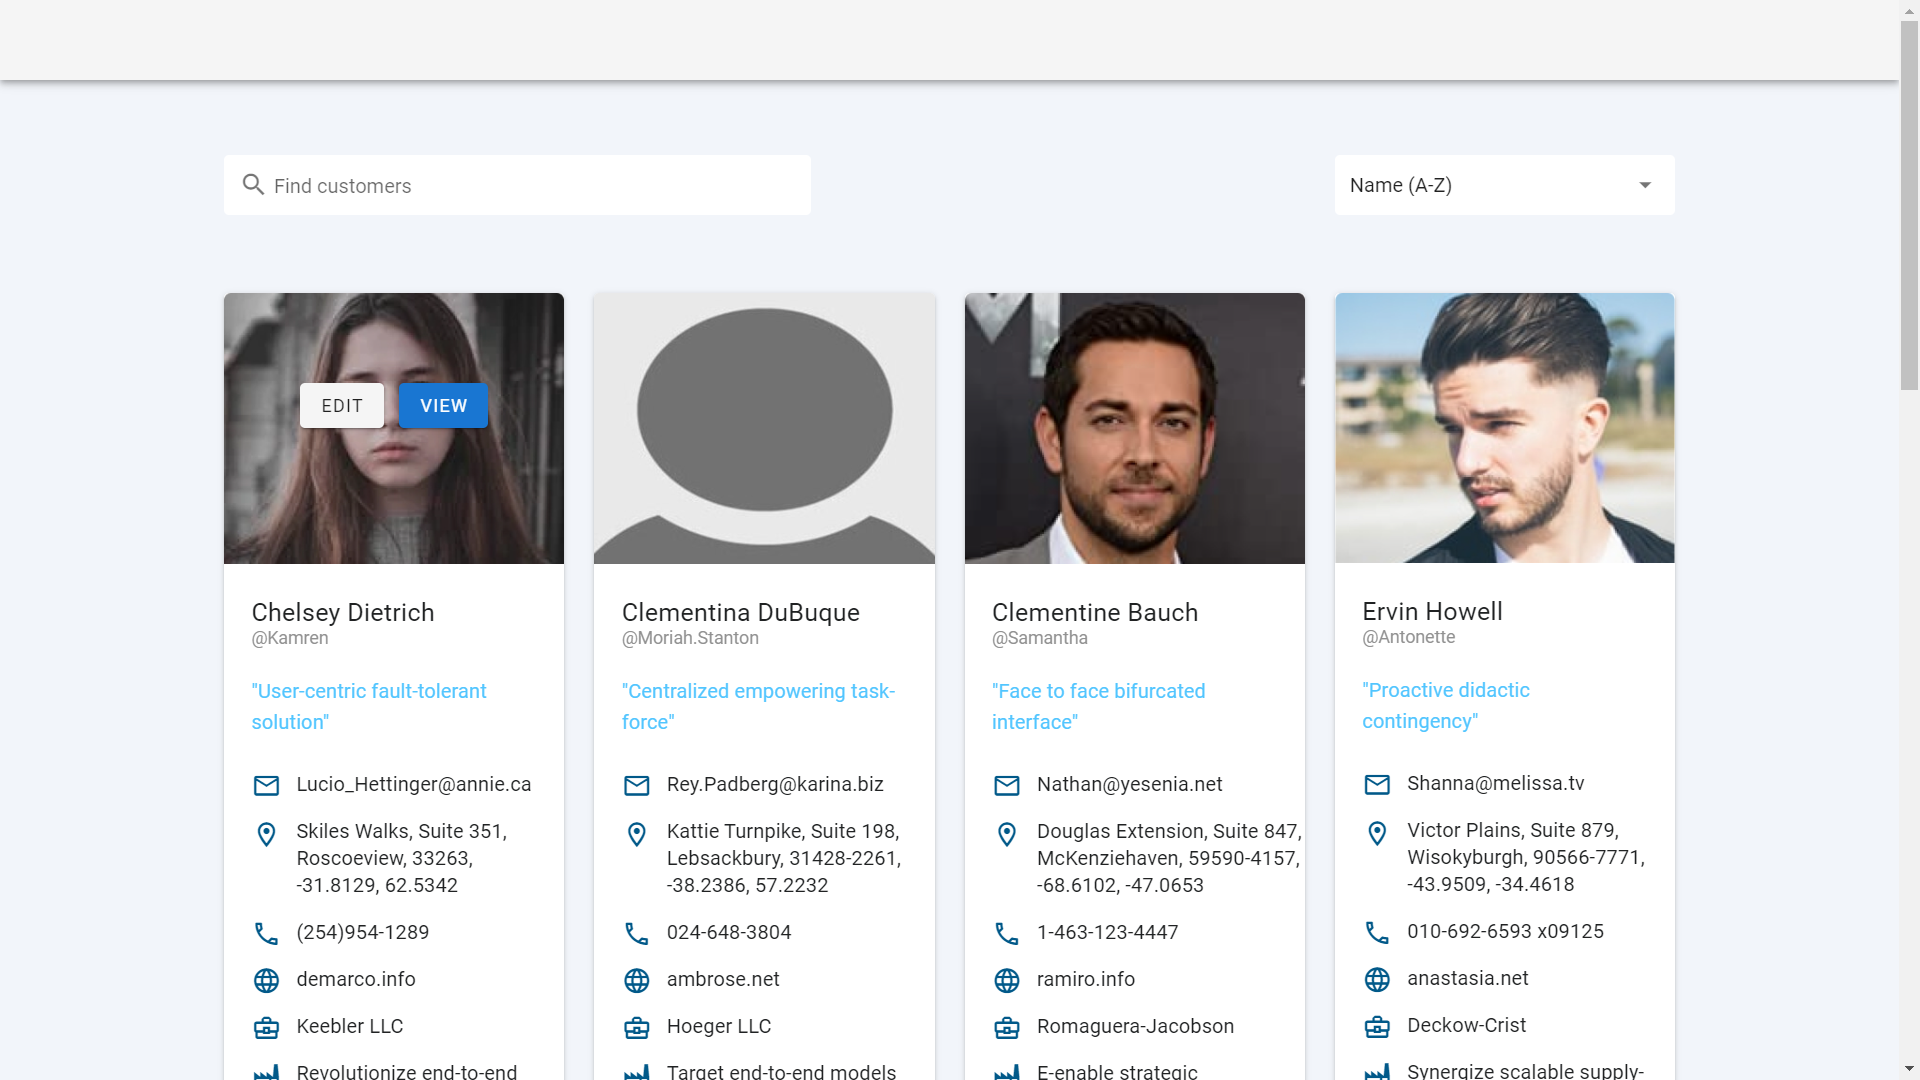 Find customers
Name (A-Z)
EDIT
VIEW
Chelsey Dietrich
@Kamren
"User-centric fault-tolerant
solution"
Lucio_Hettinger@annie.ca
Skiles Walks, Suite 351,
Roscoeview, 33263,
-31.8129, 62.5342
(254)954-1289
demarco.info
Keebler LLC
Revolutionize end-to-end
Clementina DuBuque
@Moriah.Stanton
"Centralized empowering task-
force"
Rey.Padberg@karina.biz
Kattie Turnpike, Suite 198,
Lebsackbury, 31428-2261,
-38.2386, 57.2232
024-648-3804
ambrose.net
Hoeger LLC
Target end-to-end models
Clementine Bauch
@Samantha
"Face to face bifurcated
interface"
Nathan@yesenia.net
Douglas Extension, Suite 847,
McKenziehaven, 59590-4157,
-68.6102, -47.0653
1-463-123-4447
ramiro.info
Romaguera-Jacobson
E-enable strategic
Ervin Howell
@Antonette
"Proactive didactic
contingency"
Shanna@melissa.tv
Victor Plains, Suite 879,
Wisokyburgh, 90566-7771,
-43.9509, -34.4618
010-692-6593 x09125
anastasia.net
Deckow-Crist
Synergize scalable supply-